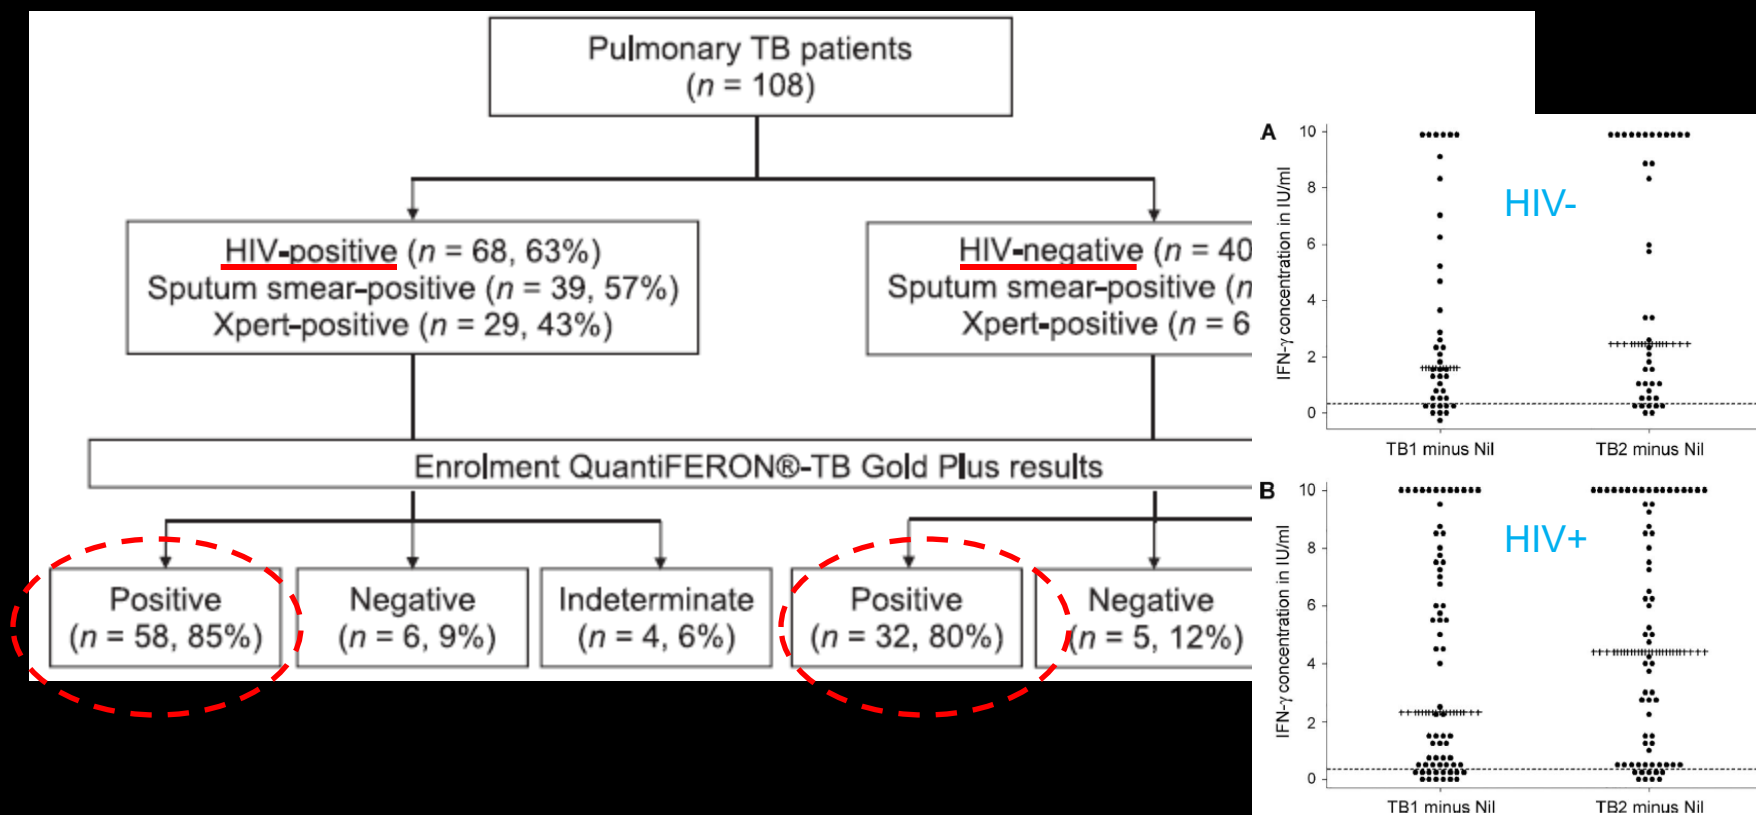 Pulmonary TB patients
(n = 108)
HIV-positive (n = 68, 63%)
Sputum smear-positive (n = 39, 57%)
Xpert-positive (n = 29, 43%)
HIV-negative (n = 40
Sputum smear-positive (n
Xpert-positive (n = 6
Enrolment QuantiFERON®-TB Gold Plus results
Positive
(n = 58, 85%)
Negative
(n = 6, 9%)
Indeterminate
(n = 4, 6%)
Positive
(n = 32, 80%)
Negative
(n = 5, 12%)
A
HIV-
IFN-γ concentration in IU/ml
10
8
6
4
2
0
TB1 minus Nil
TB2 minus Nil
B
HIV+
IFN-γ concentration in IU/ml
10
8
6
4
2
0
TB1 minus Nil
TB2 minus Nil